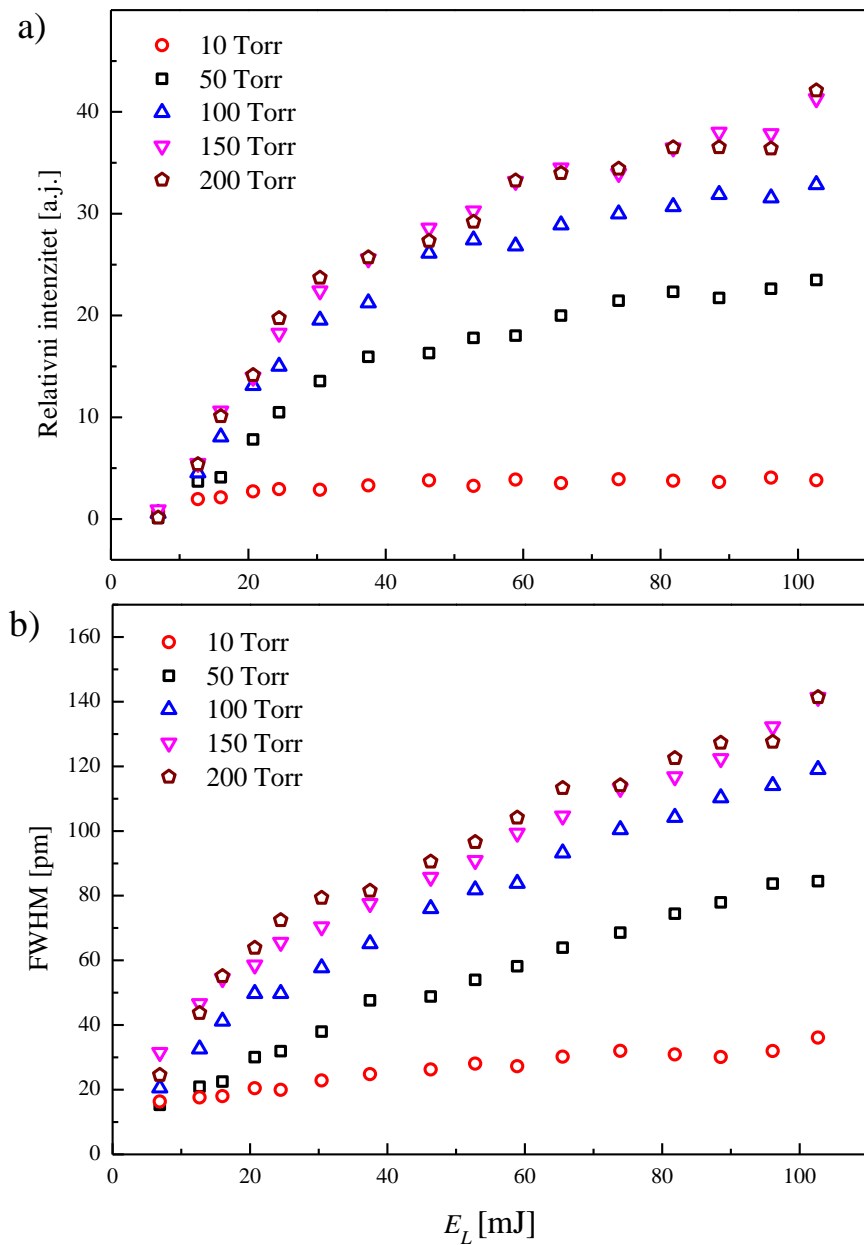 a)
10 Torr
50 Torr
100 Torr
150 Torr
200 Torr
Relativni intenzitet [a.j.]
40
30
20
10
0
0 20 40 60 80 100
b)
10 Torr
50 Torr
100 Torr
150 Torr
200 Torr
FWHM [pm]
160
140
120
100
80
60
40
20
0
0 20 40 60 80 100
E_L [mJ]